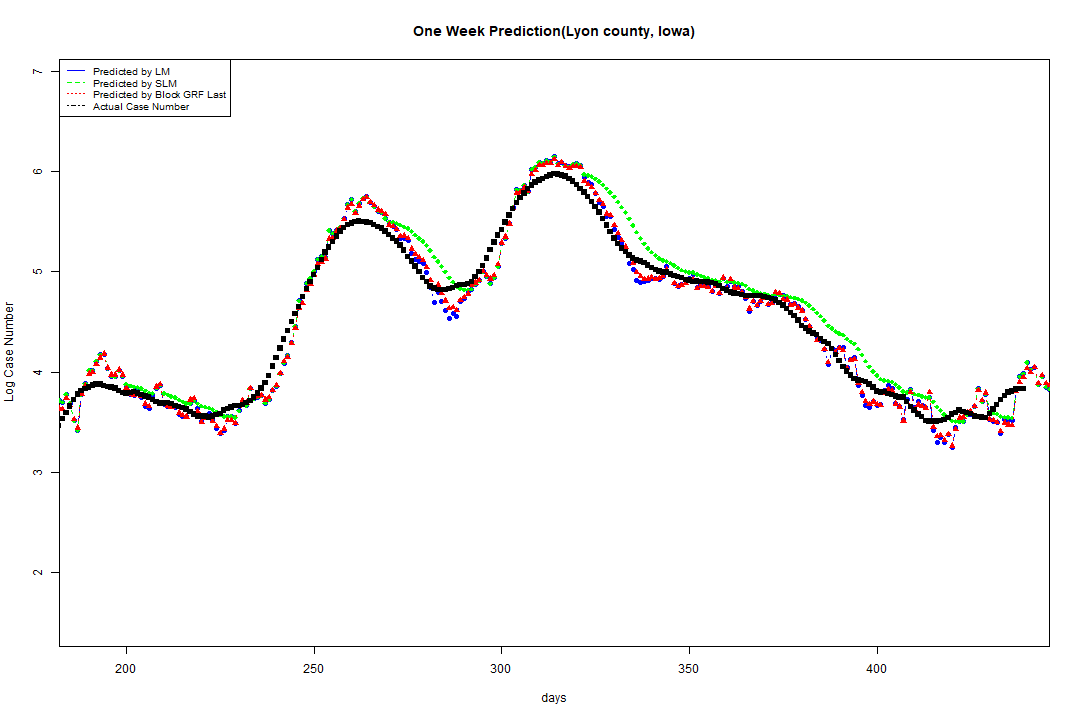 One Week Prediction(Lyon county, Iowa)
Predicted by LM
Predicted by SLM
Predicted by Block GRF Last
Actual Case Number
7
6
5
4
3
2
Log Case Number
200 250 300 350 400
days